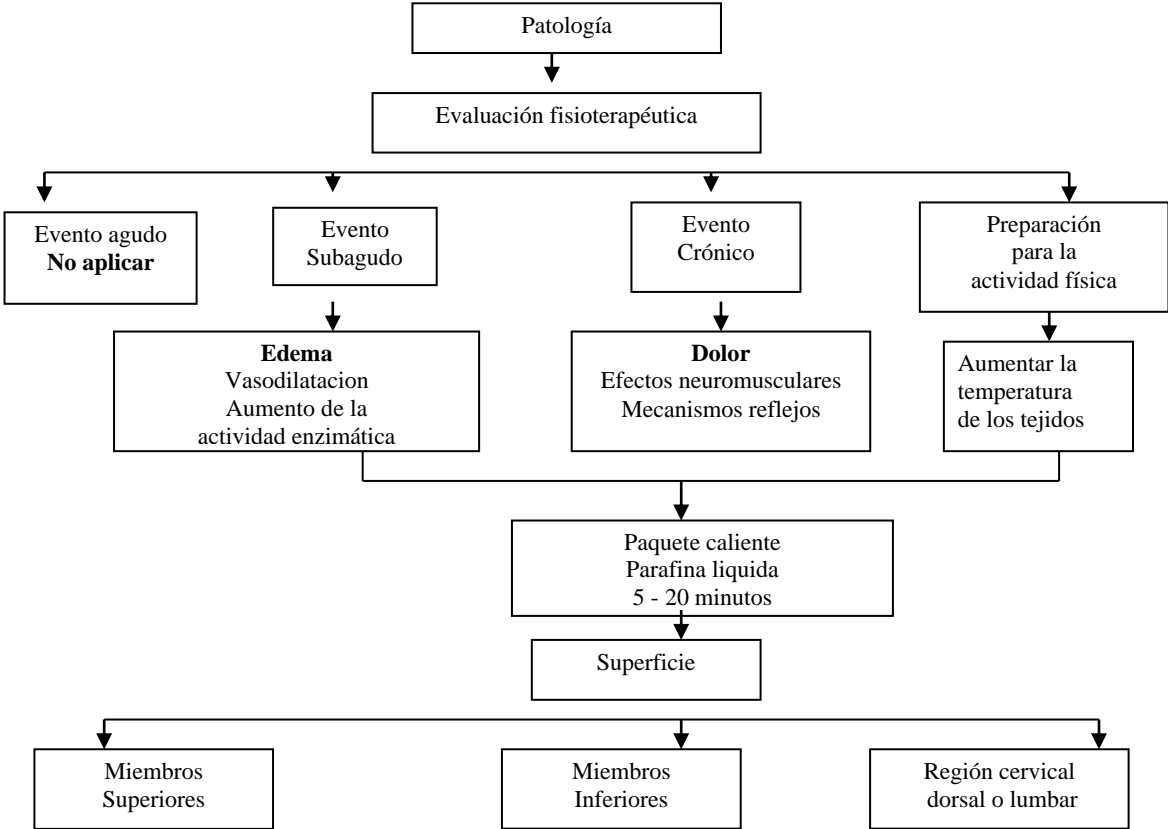 Patología
Evaluación fisioterapéutica
Evento agudo
No aplicar
Evento
Subagudo
Evento
Crónico
Preparación
para la
actividad física
Edema
Vasodilatacion
Aumento de la
actividad enzimática
Dolor
Efectos neuromusculares
Mecanismos reflejos
Aumentar la
temperatura
de los tejidos
Paquete caliente
Parafina liquida
5 - 20 minutos
Superficie
Miembros
Superiores
Miembros
Inferiores
Región cervical
dorsal o lumbar